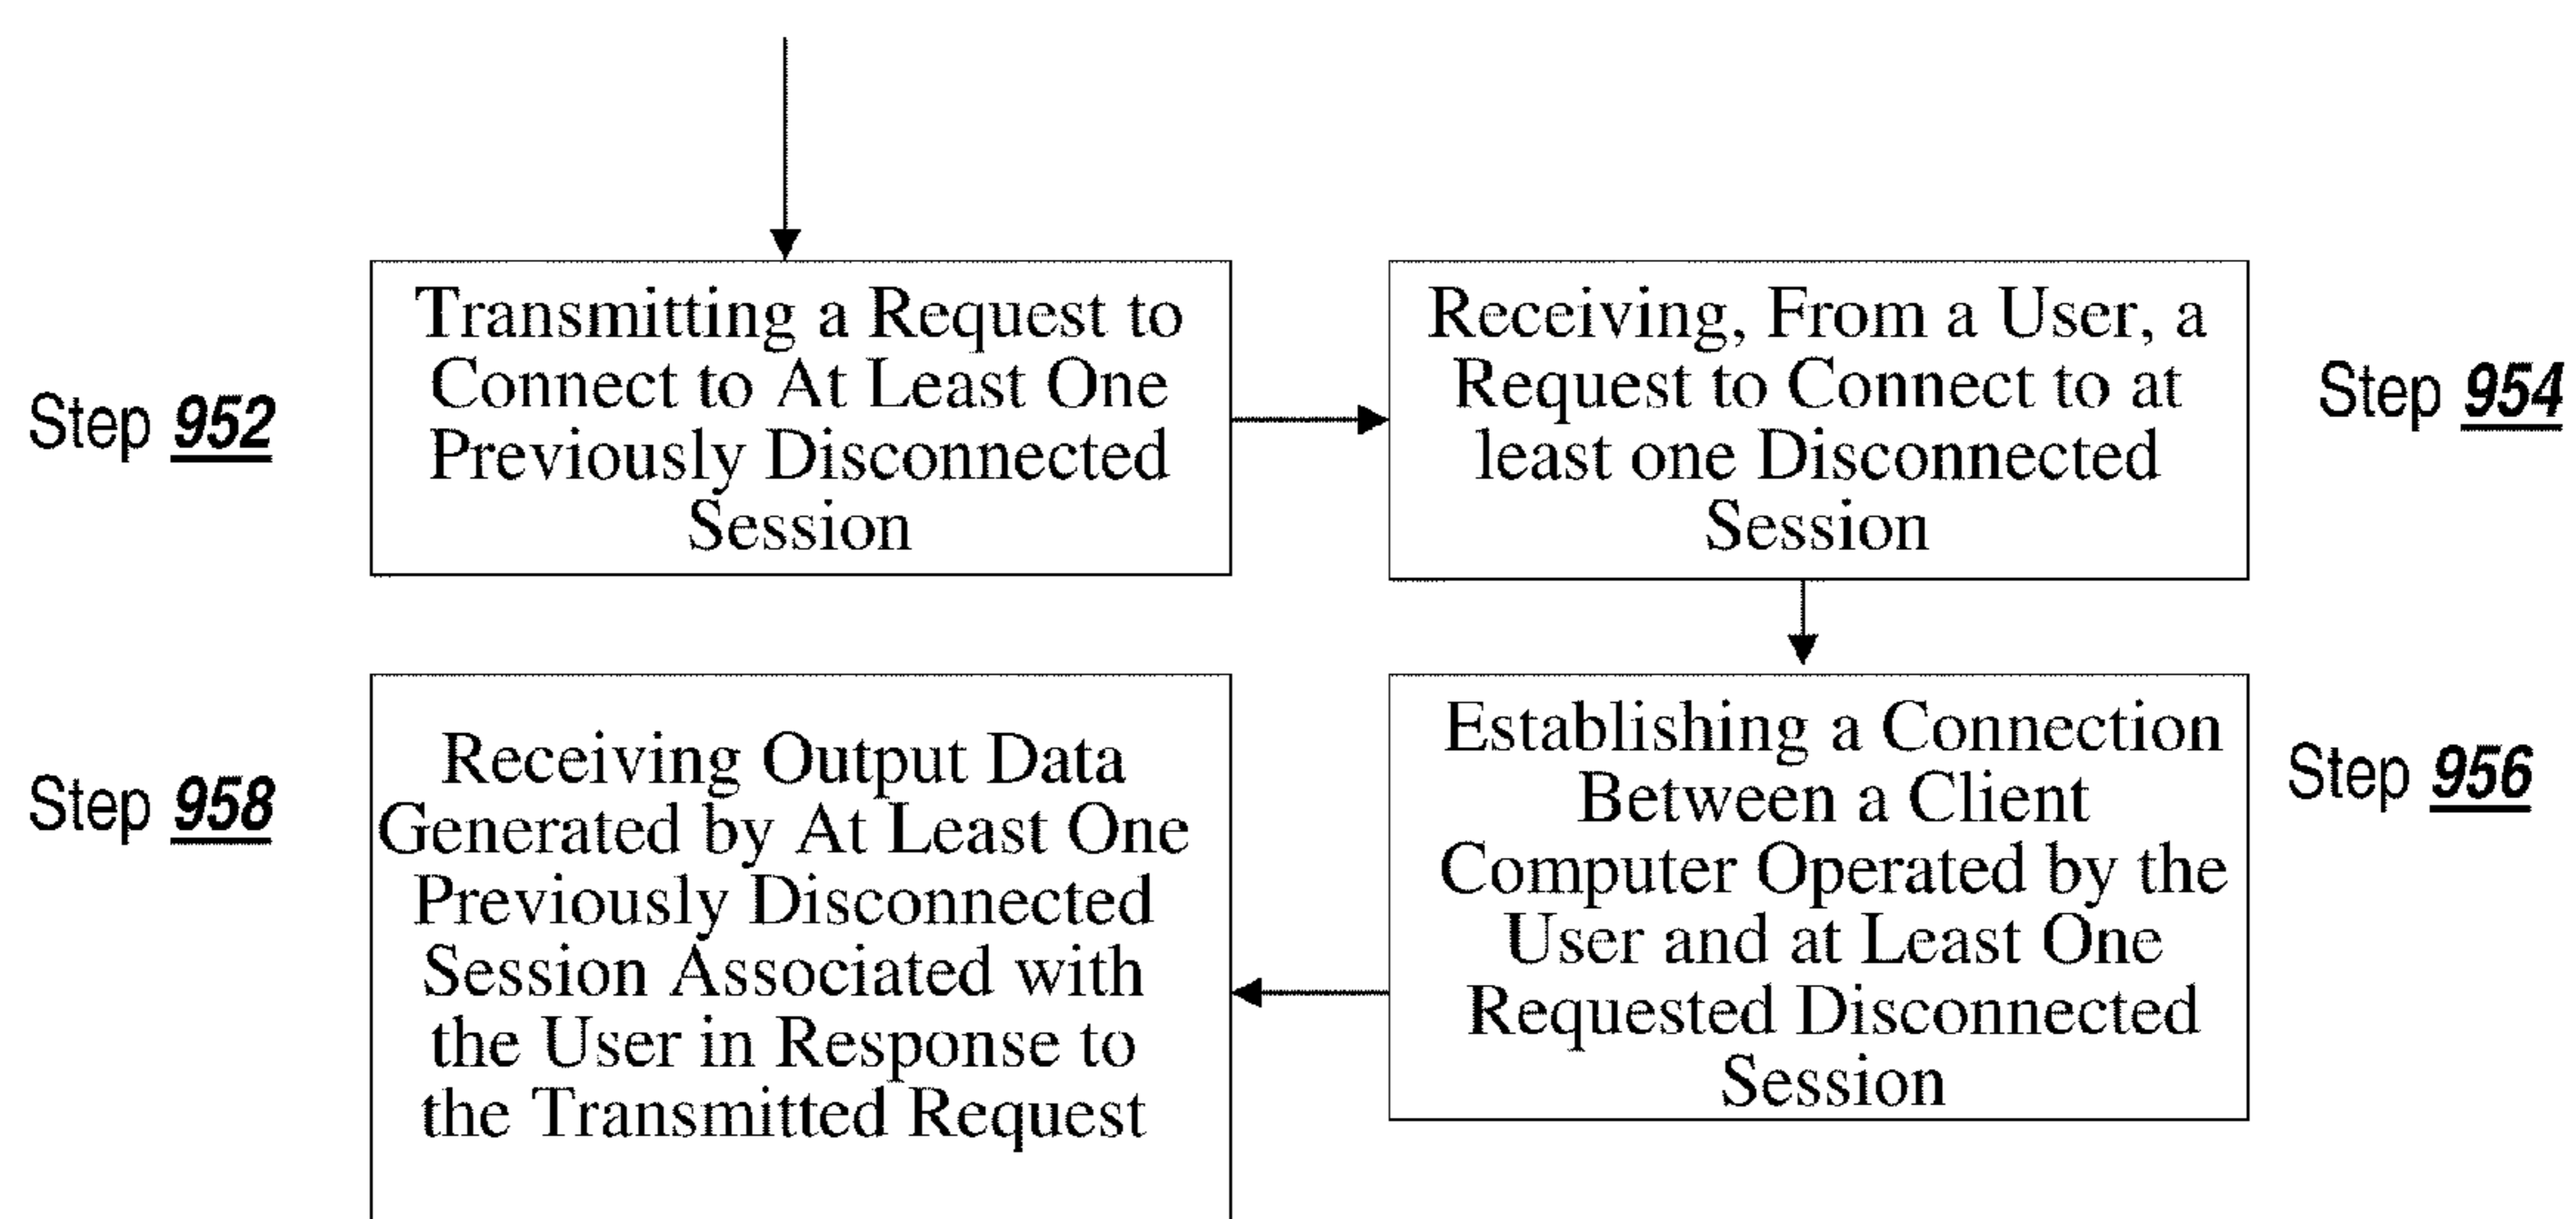 Step 952
Transmitting a Request to
Connect to At Least One
Previously Disconnected
Session
Receiving, From a User, a
Request to Connect to at
least one Disconnected
Session
Step 954
Step 958
Receiving Output Data
Generated by At Least One
Previously Disconnected
Session Associated with
the User in Response to
the Transmitted Request
Establishing a Connection
Between a Client
Computer Operated by the
User and at Least One
Requested Disconnected
Session
Step 956